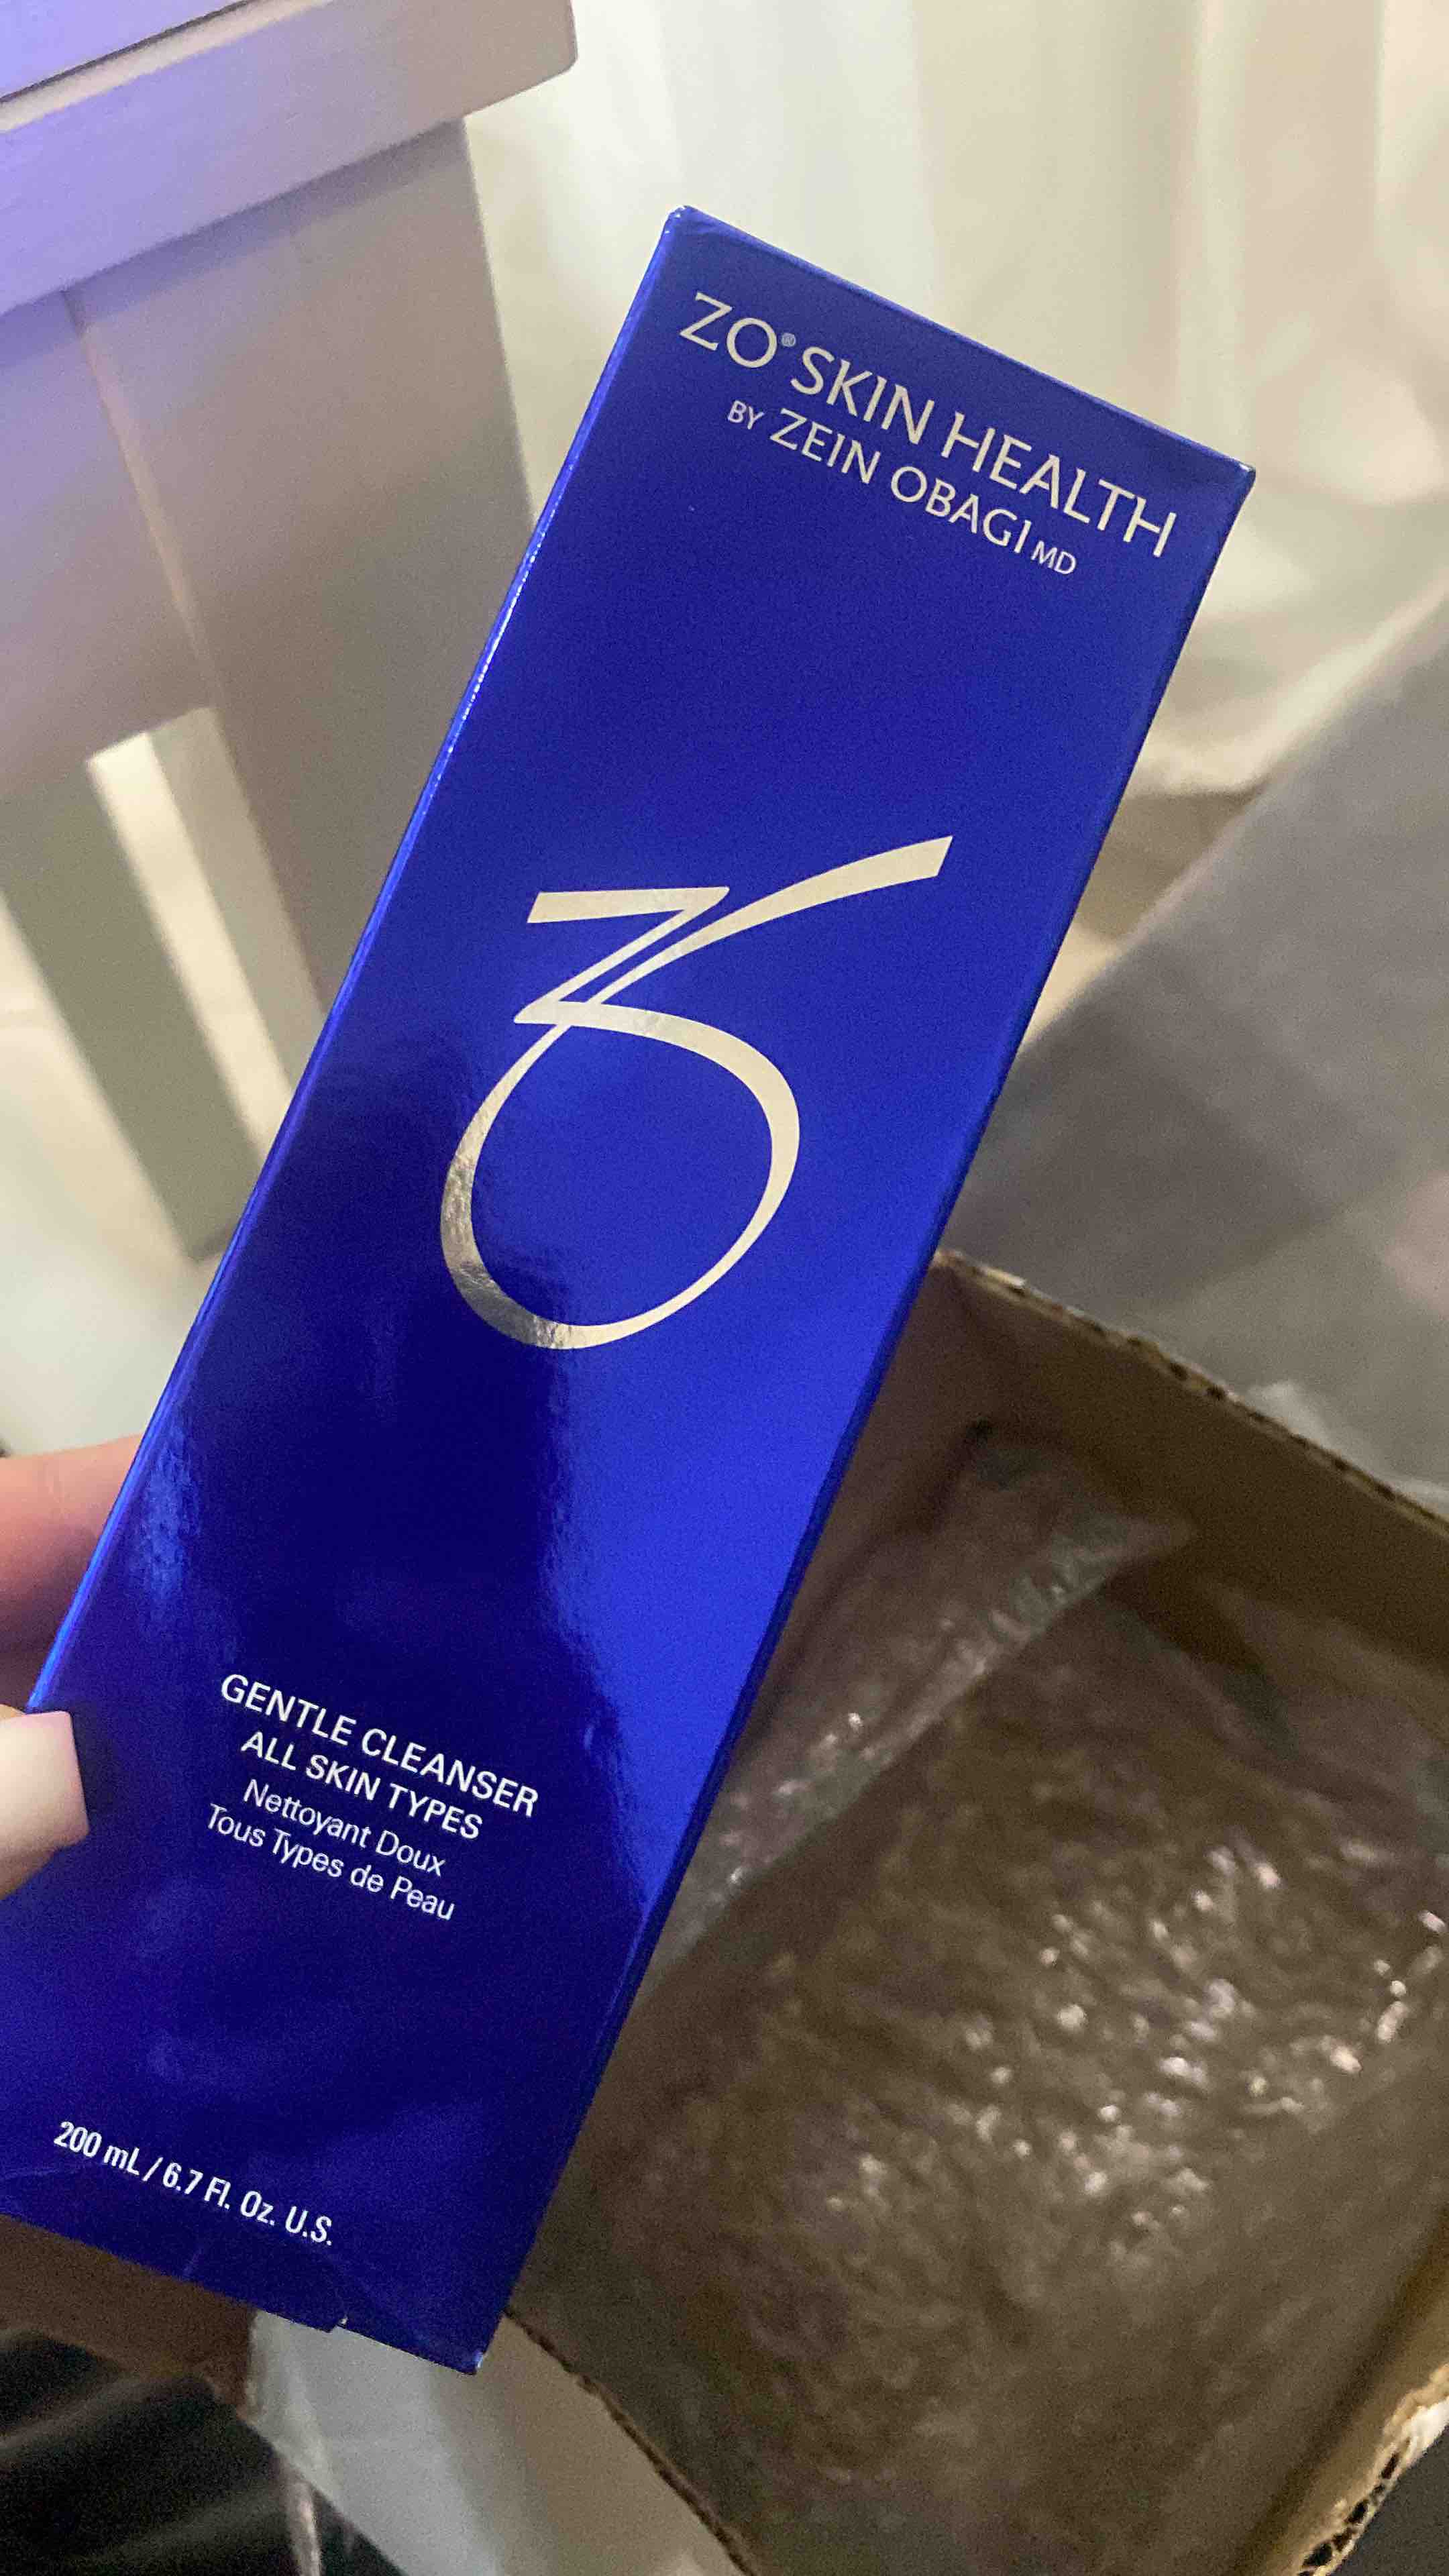 ZO® SKIN HEALTH
BY ZEIN OBAGI MD
ZO
GENTLE CLEANSER
ALL SKIN TYPES
Nettoyant Doux
Tous Types de Peau
200 mL / 6.7 Fl. Oz. U.S.